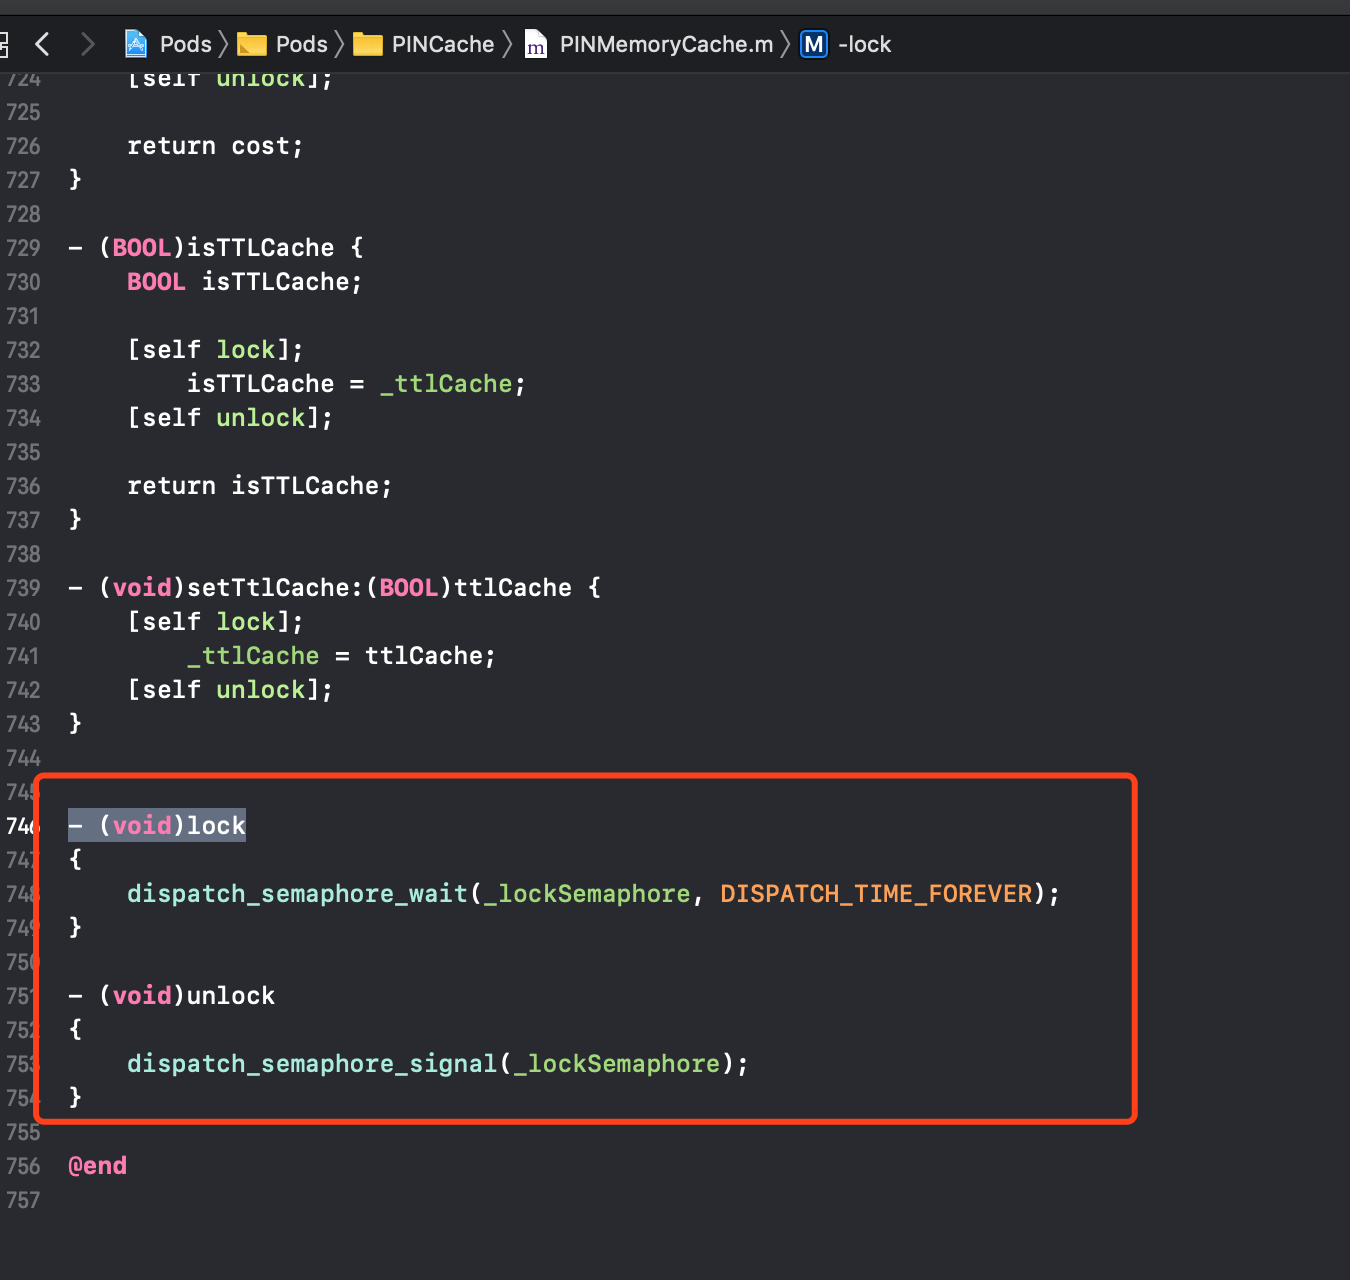 Pods Pods PINCache m PINMemoryCache.m M -lock
724     [self unlock];
725
726     return cost;
727 }
728
729 - (BOOL)isTTLCache {
730     BOOL isTTLCache;
731
732     [self lock];
733         isTTLCache = _ttlCache;
734     [self unlock];
735
736     return isTTLCache;
737 }
738
739 - (void)setTtlCache:(BOOL)ttlCache {
740     [self lock];
741         _ttlCache = ttlCache;
742     [self unlock];
743 }
744
745
746 - (void)lock
747 {
748     dispatch_semaphore_wait(_lockSemaphore, DISPATCH_TIME_FOREVER);
749 }
750
751 - (void)unlock
752 {
753     dispatch_semaphore_signal(_lockSemaphore);
754 }
755
756 @end
757